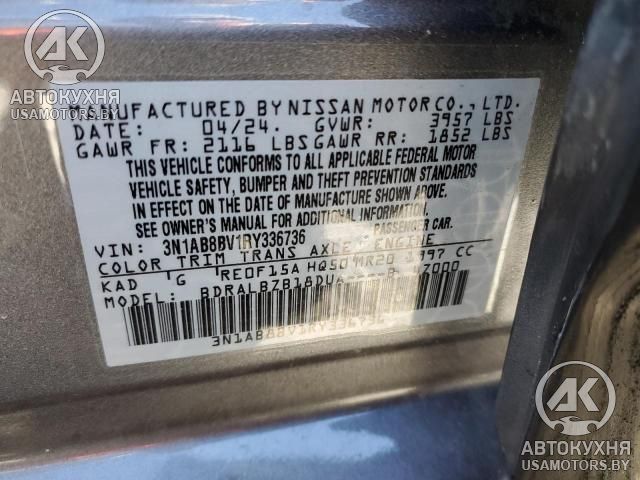 MANUFACTURED BY NISSAN MOTOR CO., LTD.
DATE: 04/24. GVWR: 3957 LBS
GAWR FR: 2116 LBS GAWR RR: 1852 LBS
THIS VEHICLE CONFORMS TO ALL APPLICABLE FEDERAL MOTOR
VEHICLE SAFETY, BUMPER AND THEFT PREVENTION STANDARDS
IN EFFECT ON THE DATE OF MANUFACTURE SHOWN ABOVE.
SEE OWNER'S MANUAL FOR ADDITIONAL INFORMATION.
VIN: 3N1AB8BV1RY336736 PASSENGER CAR.
COLOR TRIM TRANS AXLE ENGINE
KAD G RE0F15A HQ50 MR20 1997 CC
MODEL: BDRALBZB18DUA
3N1AB8BV1RY336736
АК
АВТОКУХНЯ
USAMOTORS.BY
АК
АВТОКУХНЯ
USAMOTORS.BY